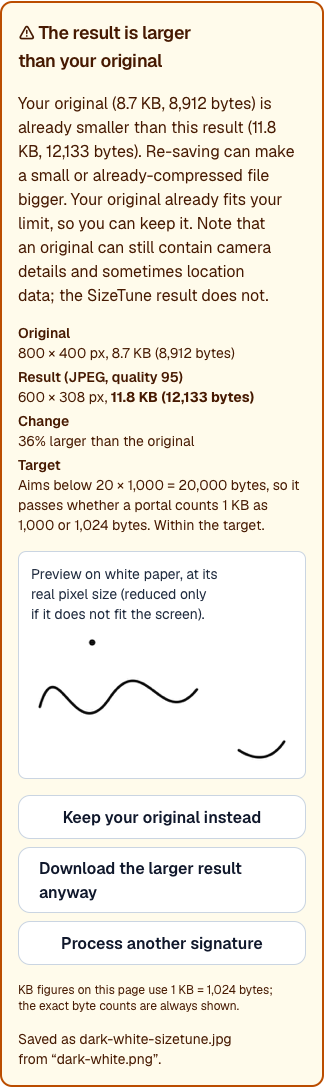 ⚠ The result is larger
than your original
Your original (8.7 KB, 8,912 bytes) is
already smaller than this result (11.8
KB, 12,133 bytes). Re-saving can make
a small or already-compressed file
bigger. Your original already fits your
limit, so you can keep it. Note that
an original can still contain camera
details and sometimes location
data; the SizeTune result does not.
Original
800 × 400 px, 8.7 KB (8,912 bytes)
Result (JPEG, quality 95)
600 × 308 px, 11.8 KB (12,133 bytes)
Change
36% larger than the original
Target
Aims below 20 × 1,000 = 20,000 bytes, so it
passes whether a portal counts 1 KB as
1,000 or 1,024 bytes. Within the target.
Preview on white paper, at its
real pixel size (reduced only
if it does not fit the screen).
Keep your original instead
Download the larger result
anyway
Process another signature
KB figures on this page use 1 KB = 1,024 bytes;
the exact byte counts are always shown.
Saved as dark-white-sizetune.jpg
from “dark-white.png”.